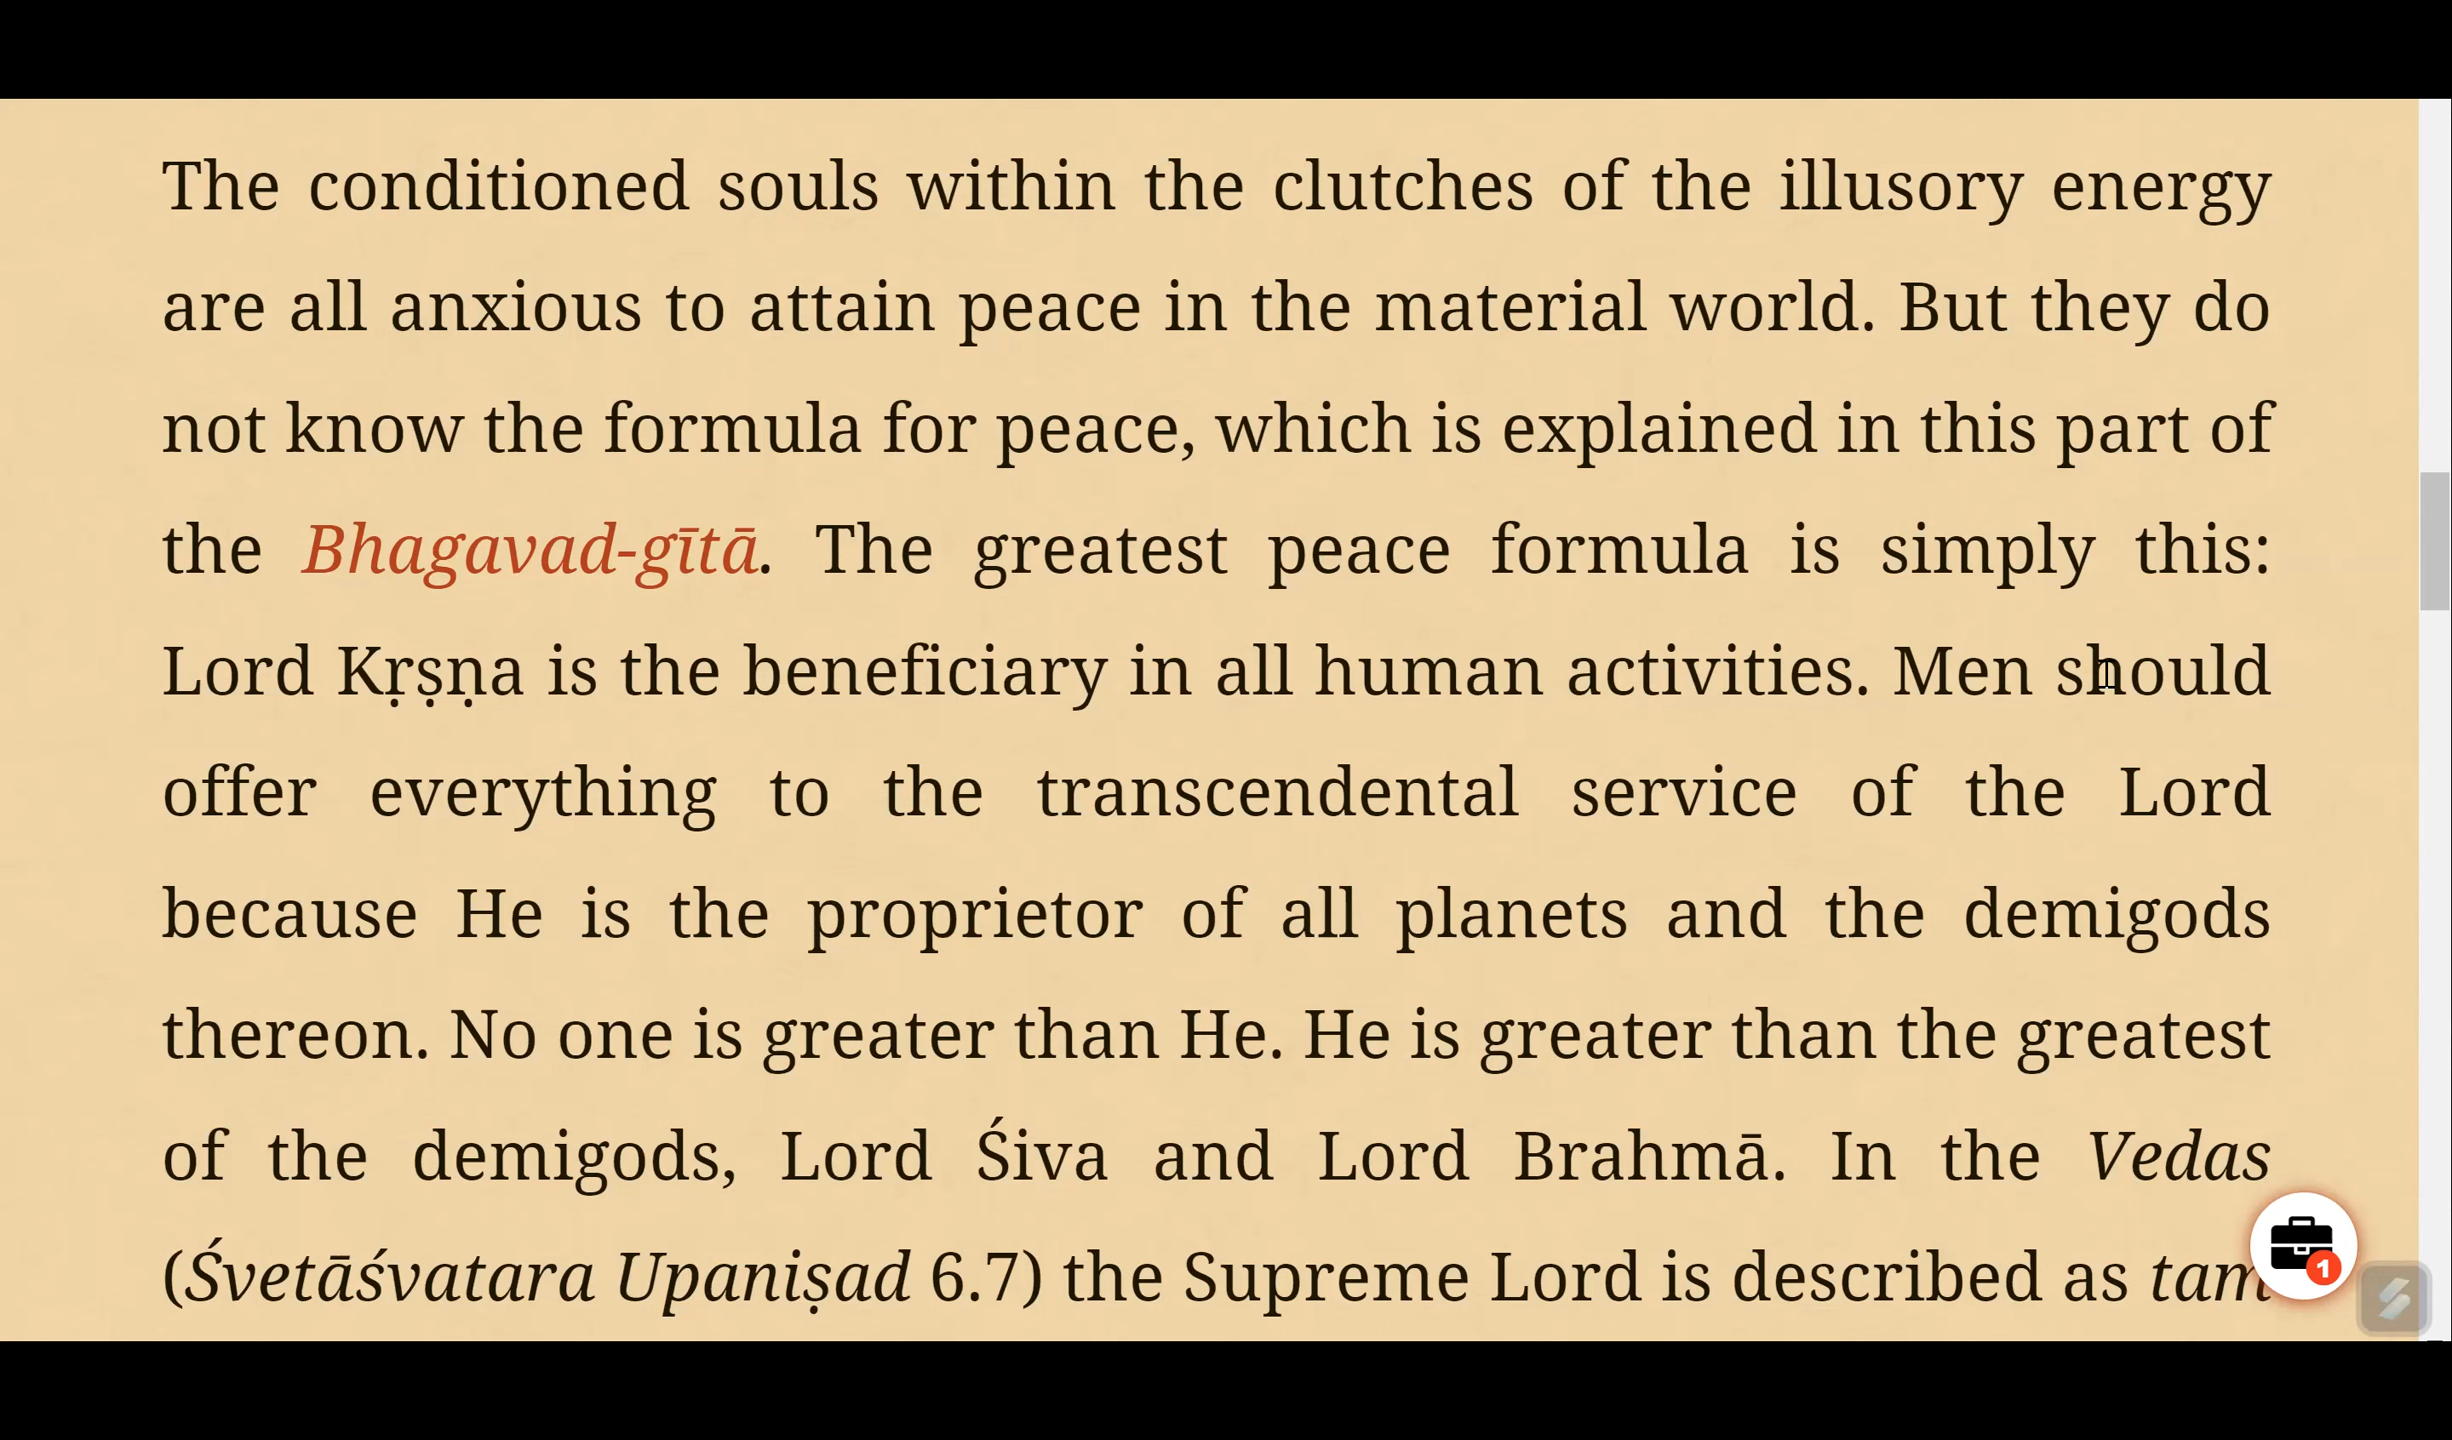 The conditioned souls within the clutches of the illusory energy
are all anxious to attain peace in the material world. But they do
not know the formula for peace, which is explained in this part of
the Bhagavad-gītā. The greatest peace formula is simply this:
Lord Kṛṣṇa is the beneficiary in all human activities. Men should
offer everything to the transcendental service of the Lord
because He is the proprietor of all planets and the demigods
thereon. No one is greater than He. He is greater than the greatest
of the demigods, Lord Śiva and Lord Brahmā. In the Vedas
(Śvetāśvatara Upaniṣad 6.7) the Supreme Lord is described as tam
1